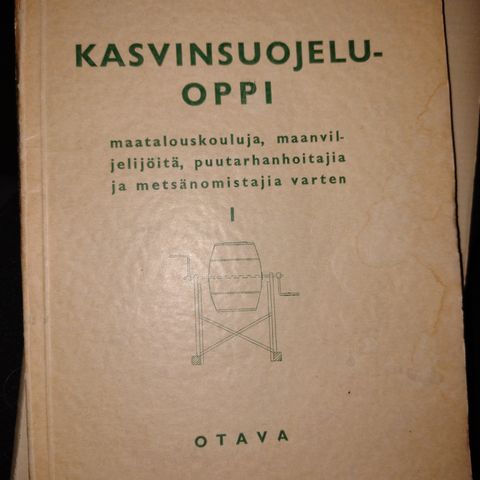 KASVINSUOJELU-
OPPI
maatalouskouluja, maanvil-
jelijöitä, puutarhanhoitajia
ja metsänomistajia varten
I
OTAVA